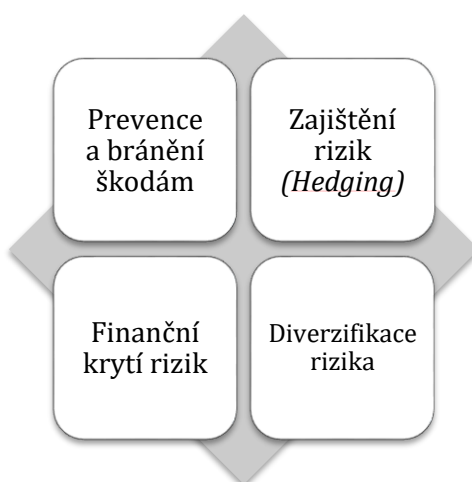 Prevence
a bránění
škodám
Zajištění
rizik
(Hedging)
Finanční
krytí rizik
Diverzifikace
rizika